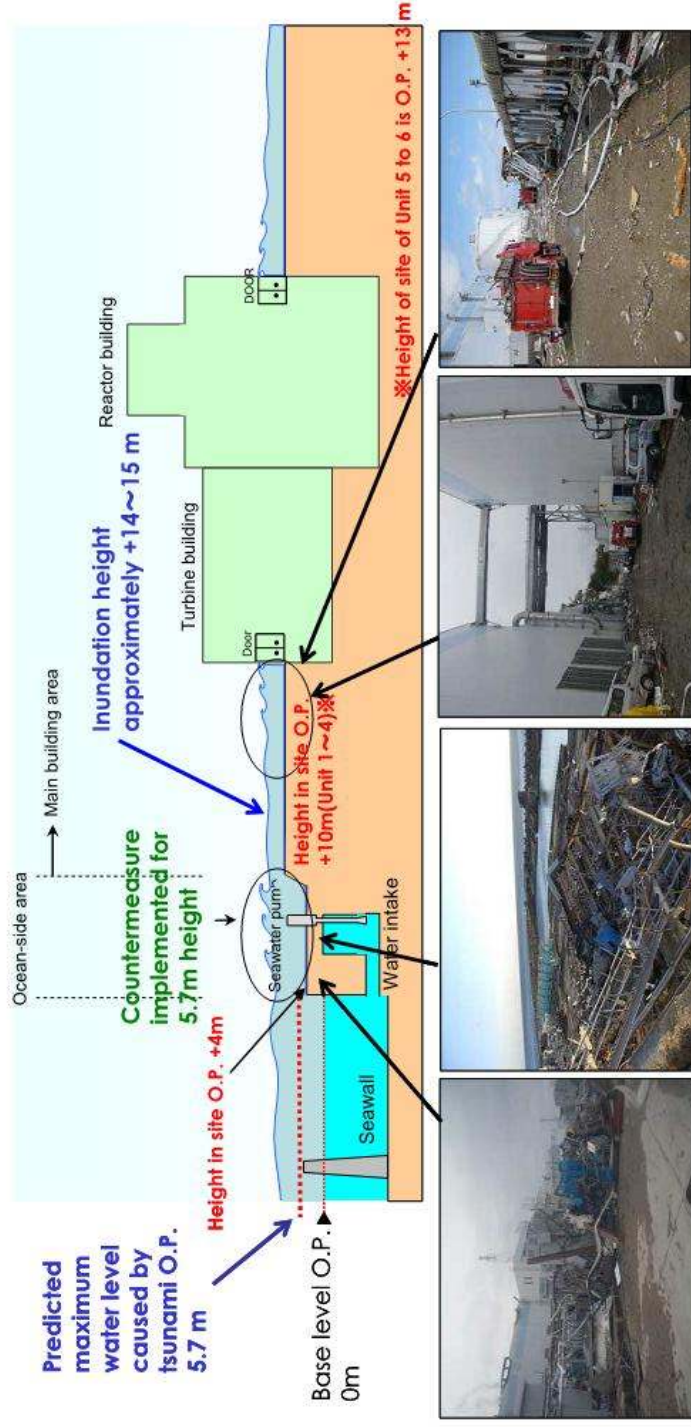 Ocean-side area
Main building area
Countermeasure
implemented for
5.7m height
Inundation height
approximately +14~15 m
Reactor building
Turbine building
Predicted
maximum
water level
caused by
tsunami O.P.
5.7 m
Height in site O.P. +4m
Seawater pum
Door
DOOR
Base level O.P.
0m
Seawall
Water intake
Height in site O.P.
+10m(Unit 1~4)※
※Height of site of Unit 5 to 6 is O.P. +13 m